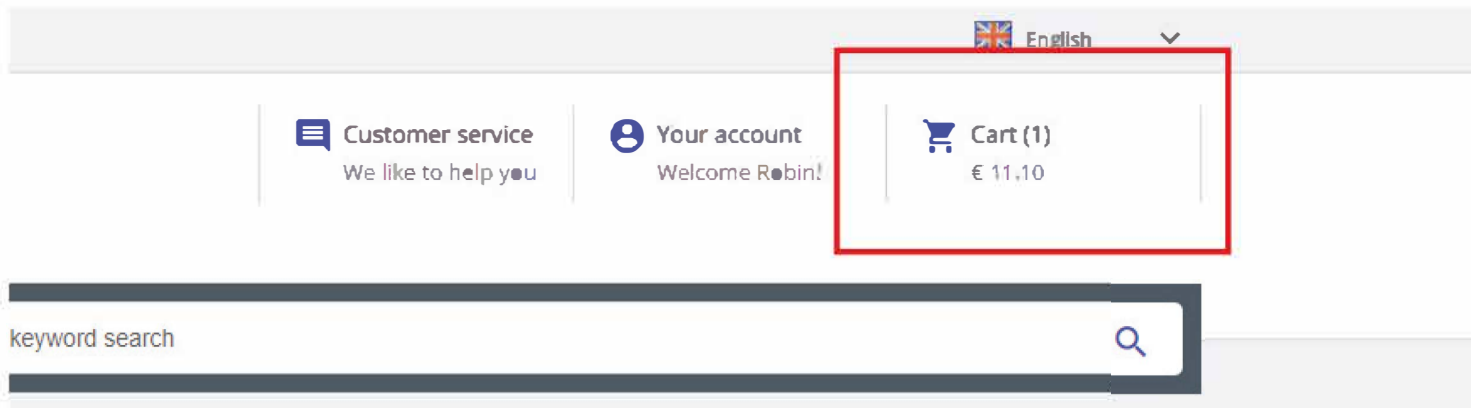 English
Customer service
We like to help you
Your account
Welcome Robin!
Cart (1)
€ 11.10
keyword search